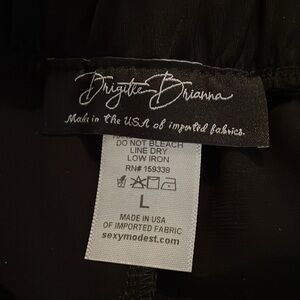 Brigitte Brianna
Made in the USA of imported fabrics.
DO NOT BLEACH
LINE DRY
LOW IRON
RN# 159338
L
MADE IN USA
OF IMPORTED FABRIC
sexymodest.com